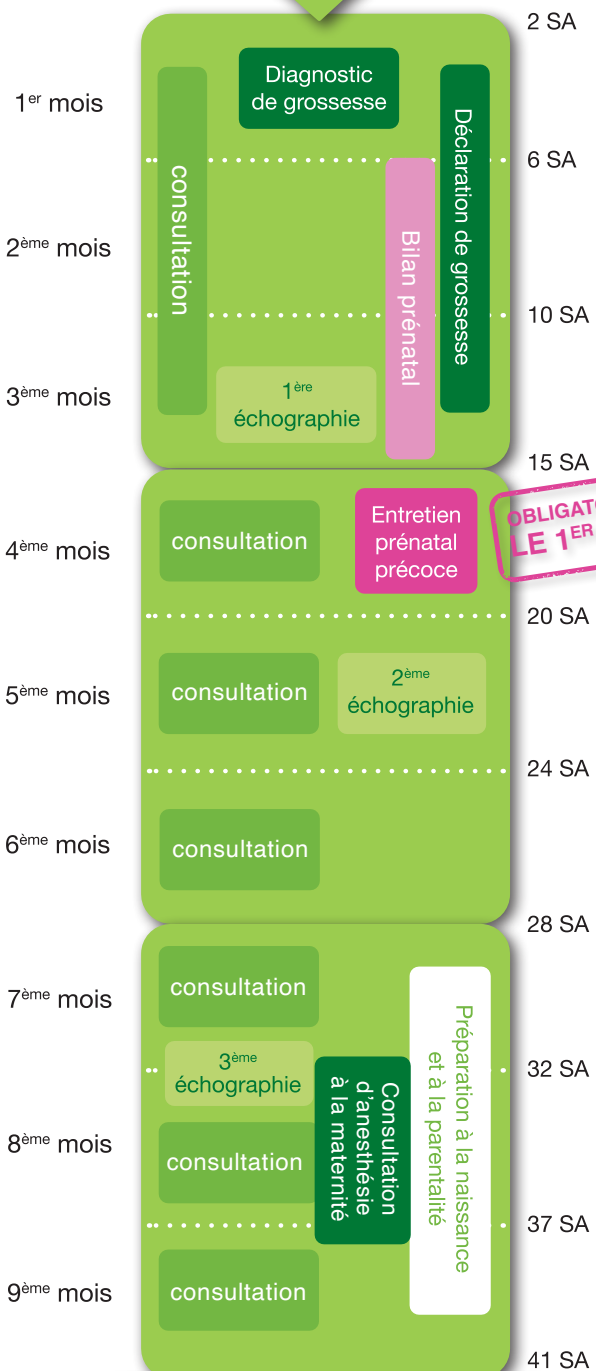 2 SA
1er mois
Diagnostic
de grossesse
consultation
Déclaration de grossesse
6 SA
Bilan prénatal
2ème mois
10 SA
3ème mois
1ère
échographie
15 SA
4ème mois
consultation
Entretien
prénatal
précoce
LE 1ER
20 SA
5ème mois
consultation
2ème
échographie
24 SA
6ème mois
consultation
28 SA
7ème mois
consultation
Préparation à la naissance
et à la parentalité
3ème
échographie
32 SA
Consultation
d'anesthésie
à la maternité
8ème mois
consultation
37 SA
9ème mois
consultation
41 SA